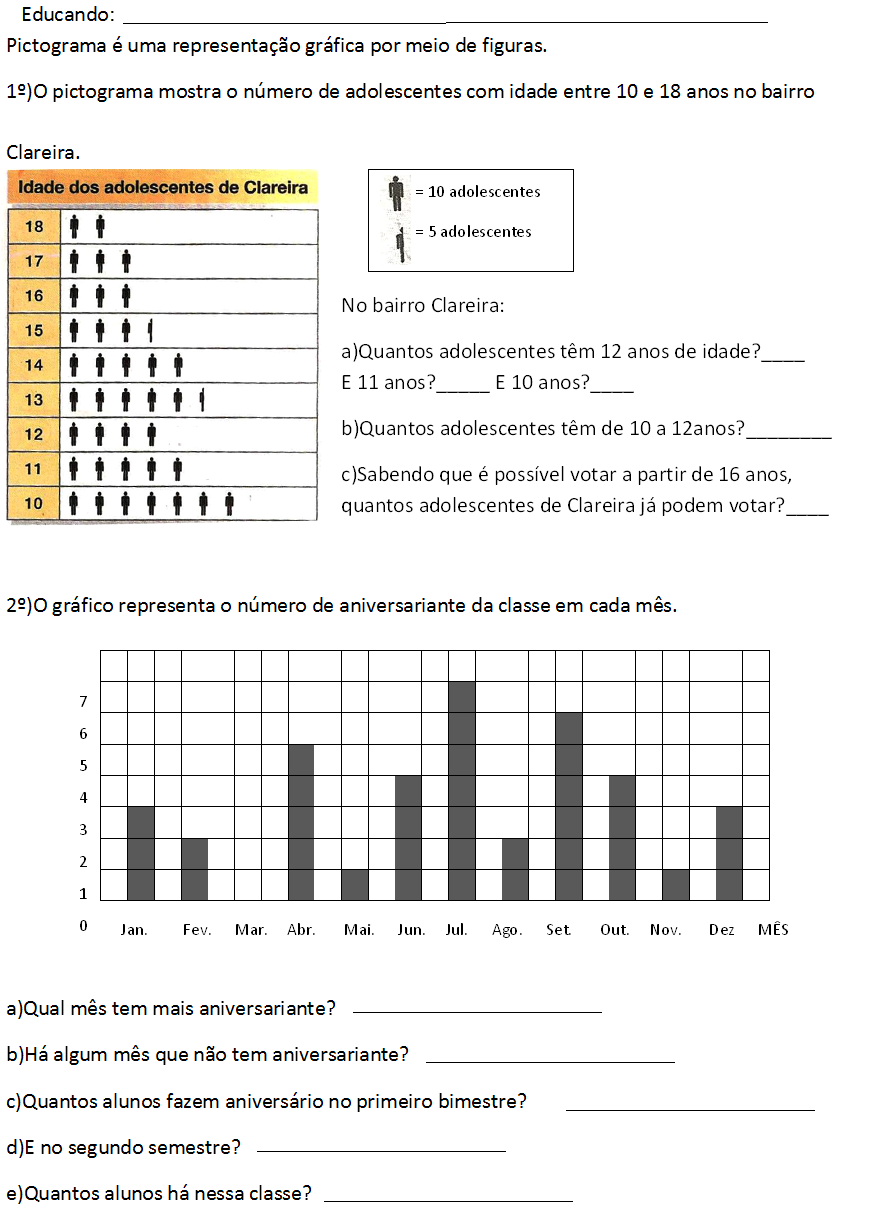 Educando: ___________________________________________________________
Pictograma é uma representação gráfica por meio de figuras.
1º)O pictograma mostra o número de adolescentes com idade entre 10 e 18 anos no bairro
Clareira.
Idade dos adolescentes de Clareira
18
17
16
15
14
13
12
11
10
= 10 adolescentes
= 5 adolescentes
No bairro Clareira:
a)Quantos adolescentes têm 12 anos de idade?____
E 11 anos?_____ E 10 anos?____
b)Quantos adolescentes têm de 10 a 12anos?________
c)Sabendo que é possível votar a partir de 16 anos,
quantos adolescentes de Clareira já podem votar?____
2º)O gráfico representa o número de aniversariante da classe em cada mês.
7
6
5
4
3
2
1
0
Jan. Fev. Mar. Abr. Mai. Jun. Jul. Ago. Set. Out. Nov. Dez MÊS
a)Qual mês tem mais aniversariante? _______________________
b)Há algum mês que não tem aniversariante? _______________________
c)Quantos alunos fazem aniversário no primeiro bimestre? _______________________
d)E no segundo semestre? _______________________
e)Quantos alunos há nessa classe? _______________________